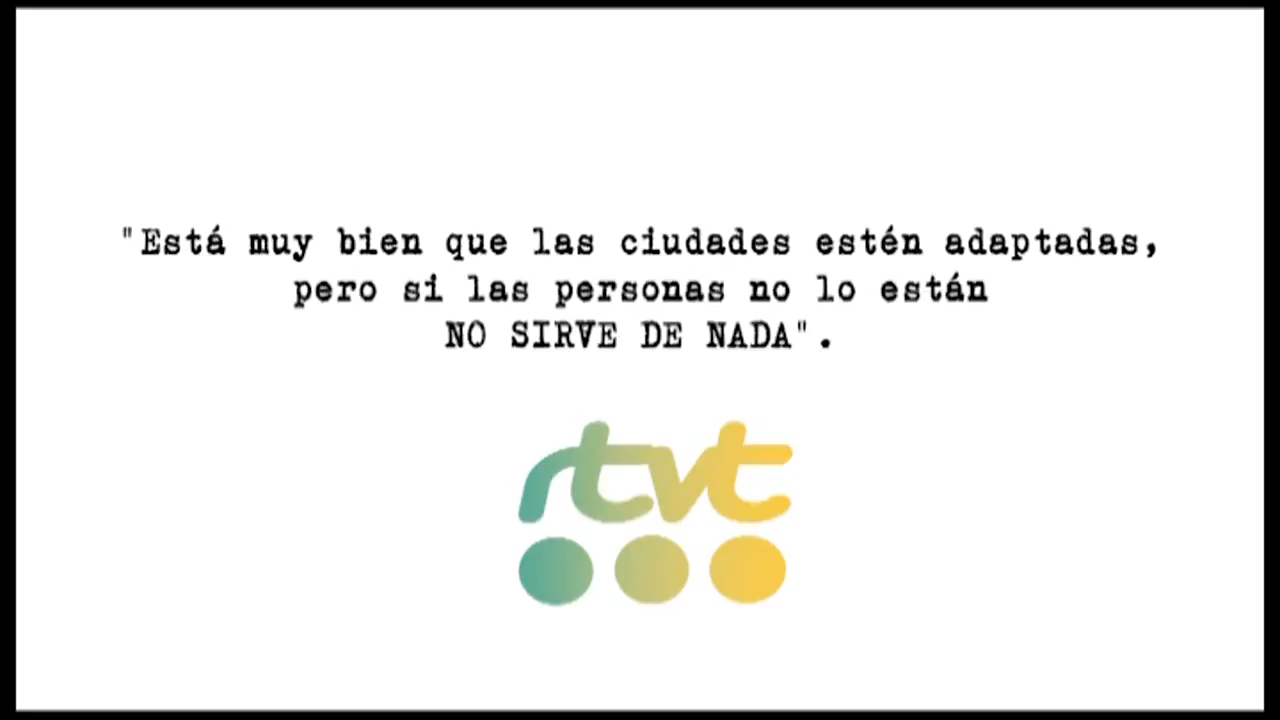 "Está muy bien que las ciudades estén adaptadas,
pero si las personas no lo están
NO SIRVE DE NADA".
rtvt